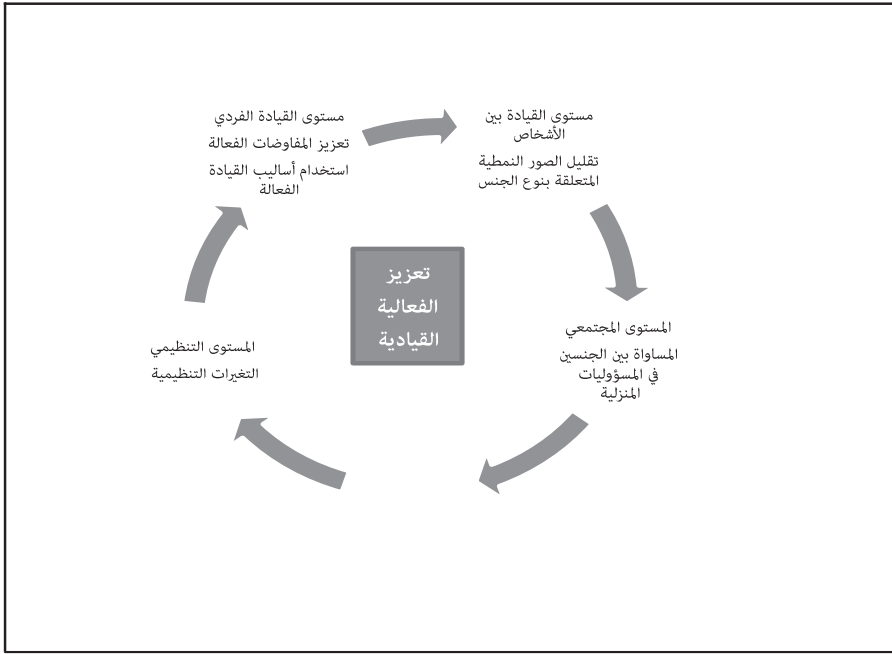 مستوى القيادة الفردي
تعزيز المفاوضات الفعالة
استخدام أساليب القيادة
الفعالة
مستوى القيادة بين
الأشخاص
تقليل الصور النمطية
المتعلقة بنوع الجنس
المستوى المجتمعي
المساواة بين الجنسين
في المسؤوليات
المنزلية
المستوى التنظيمي
التغيرات التنظيمية
تعزيز
الفعالية
القيادية